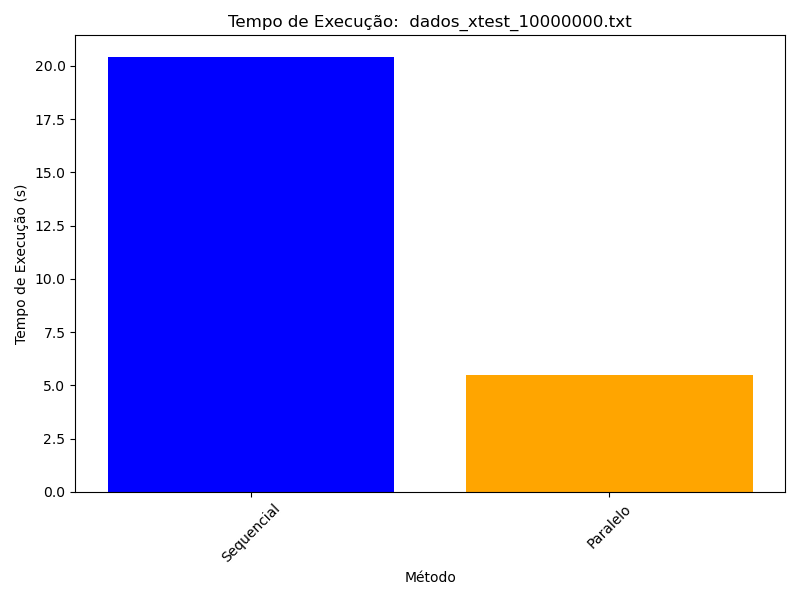 Tempo de Execução:  dados_xtest_10000000.txt
Tempo de Execução (s)
20.0
17.5
15.0
12.5
10.0
7.5
5.0
2.5
0.0
Sequencial
Paralelo
Método